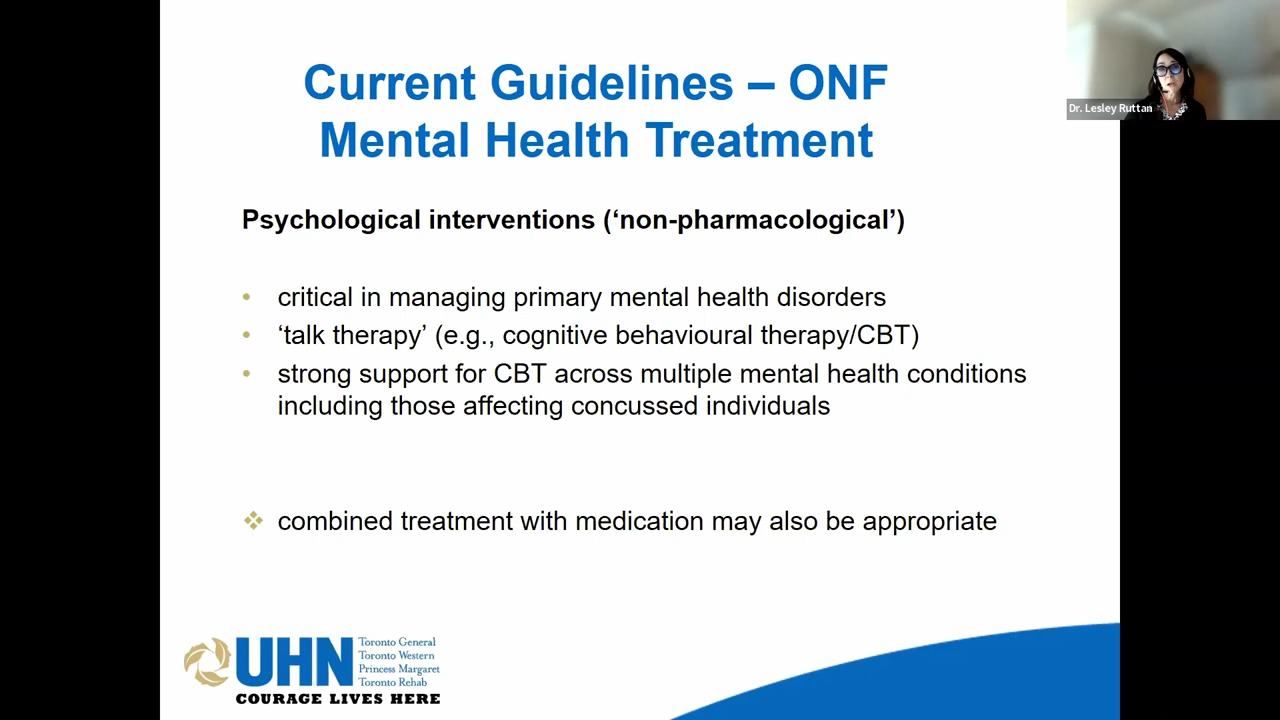 Current Guidelines – ONF
Mental Health Treatment
Dr. Lesley Ruttan
Psychological interventions (‘non-pharmacological’)
• critical in managing primary mental health disorders
• ‘talk therapy’ (e.g., cognitive behavioural therapy/CBT)
• strong support for CBT across multiple mental health conditions
including those affecting concussed individuals
❖ combined treatment with medication may also be appropriate
UHN
Toronto General
Toronto Western
Princess Margaret
Toronto Rehab
COURAGE LIVES HERE